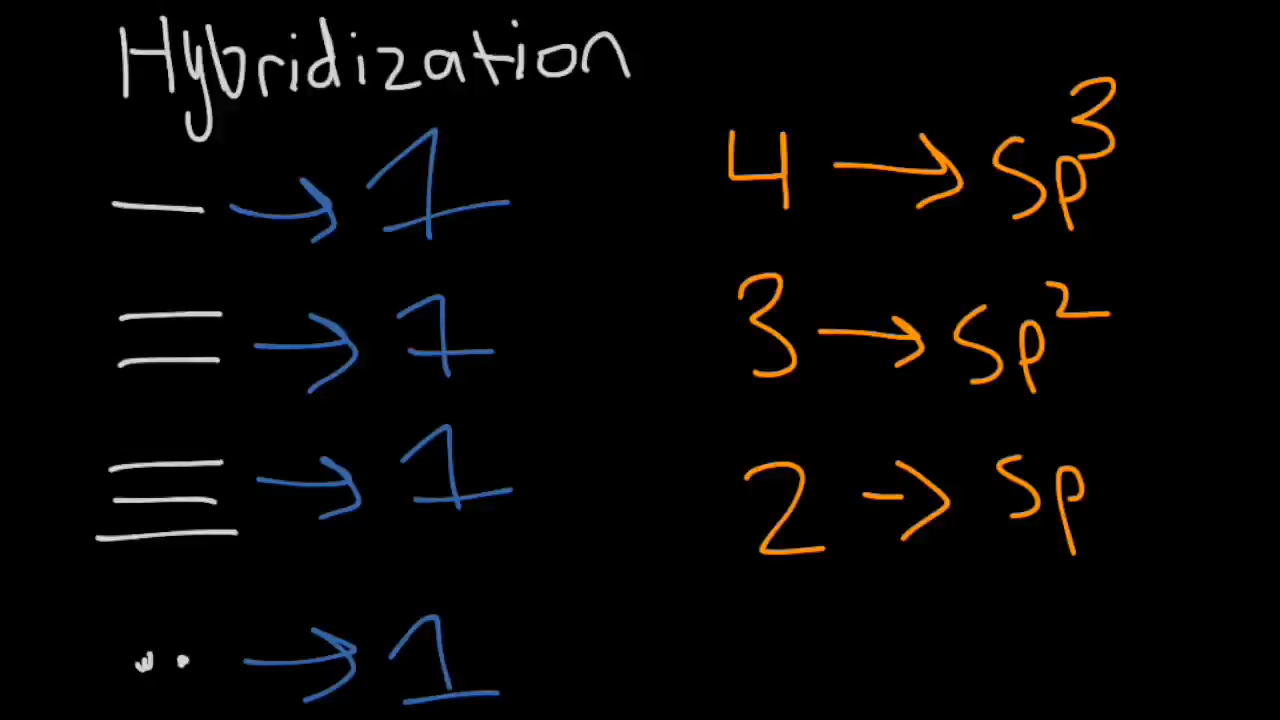 Hybridization
— → 1
= → 1
≡ → 1
.. → 1
4 → sp³
3 → sp²
2 → sp